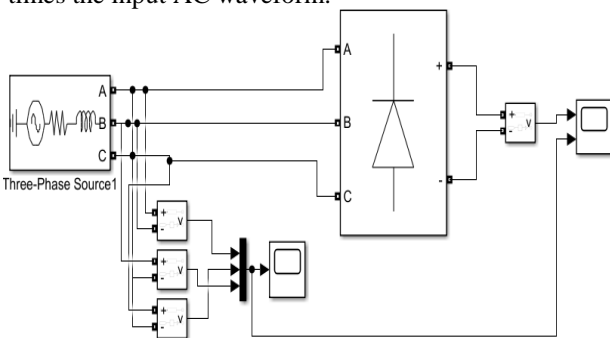 times the input AC waveform.
A
B
C
Three-Phase Source1
A
B
C
+
-
+
-
v
+
-
v
+
-
v
+
-
v